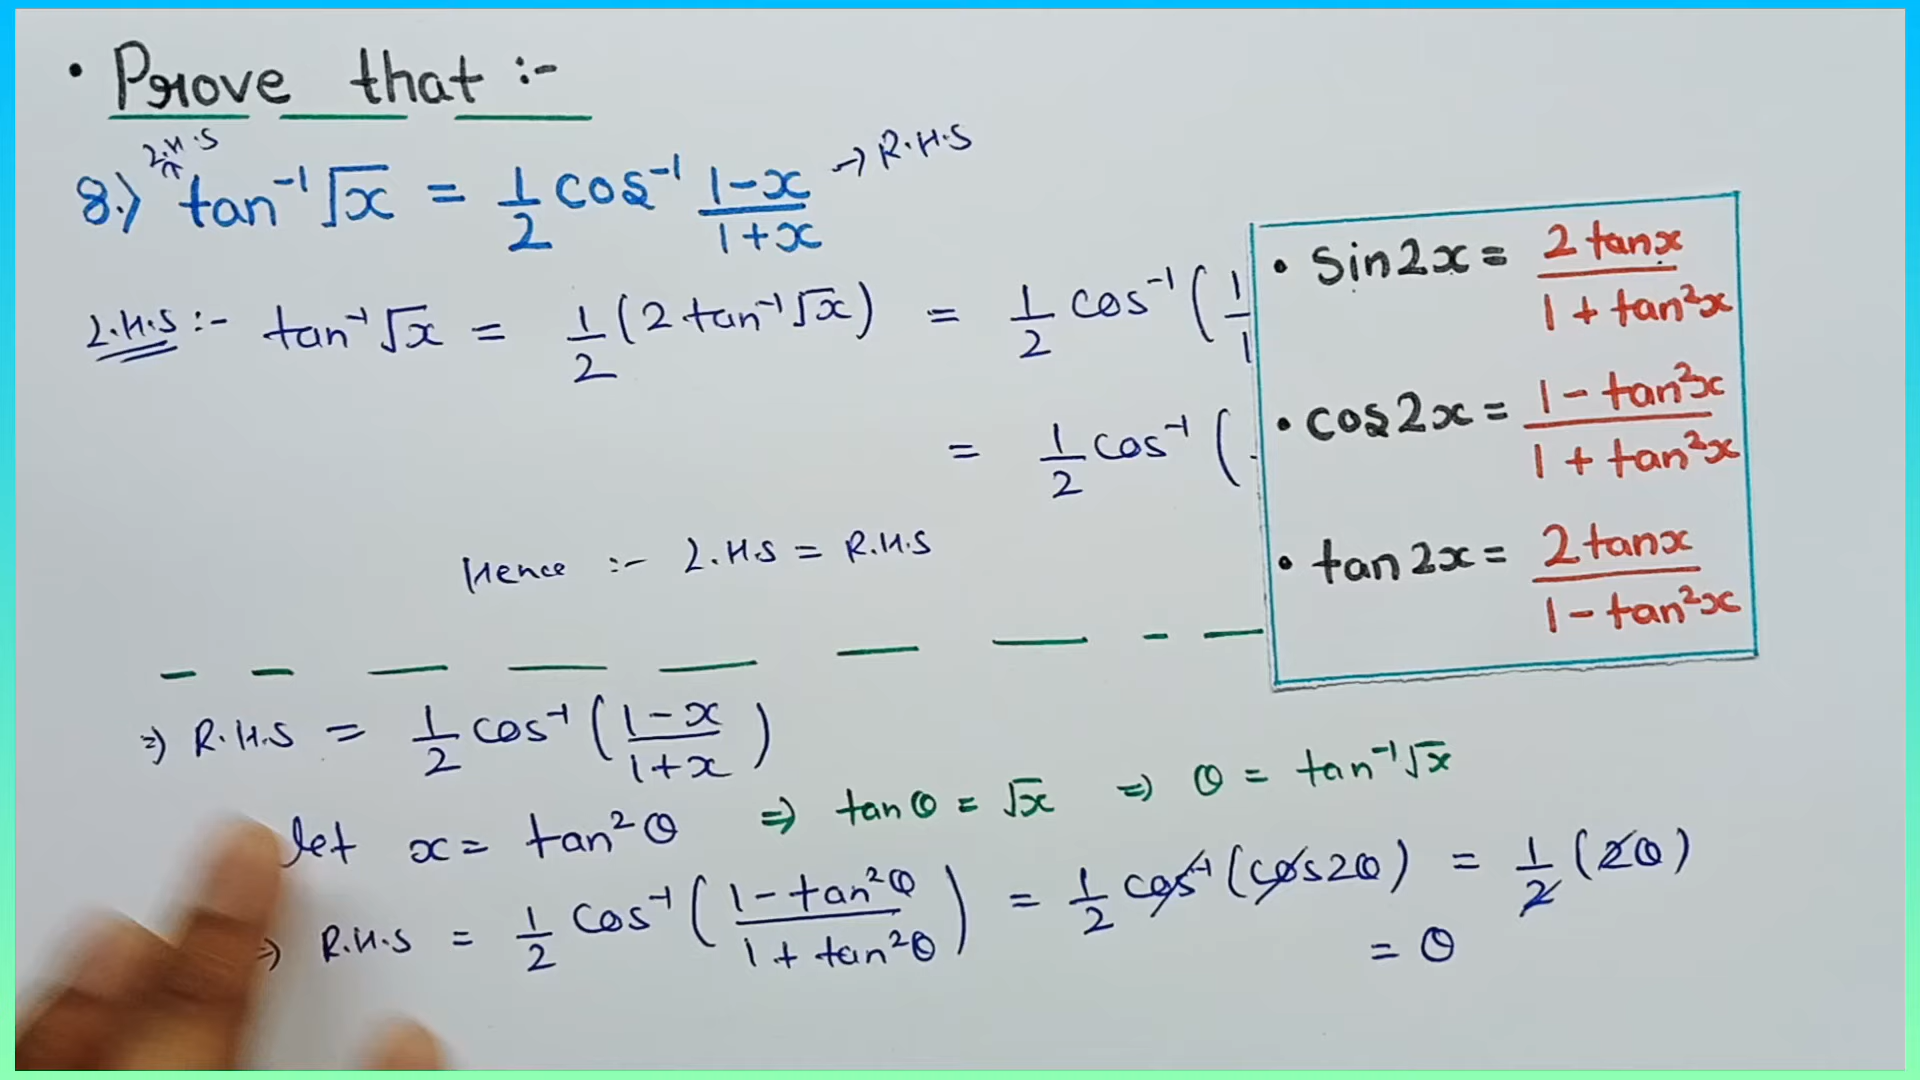 • Prove that :-
L.H.S
8.) tan⁻¹√x = 1/2 cos⁻¹ (1-x)/(1+x) → R.H.S
L.H.S :- tan⁻¹√x = 1/2 (2 tan⁻¹√x) = 1/2 cos⁻¹ (1/1
= 1/2 cos⁻¹ (
Hence :- L.H.S = R.H.S
• sin2x = 2tanx/(1 + tan²x)
• cos2x = (1 - tan²x)/(1 + tan²x)
• tan2x = 2tanx/(1 - tan²x)
⇒ R.H.S = 1/2 cos⁻¹ ((1-x)/(1+x))
let x = tan²θ ⇒ tanθ = √x ⇒ θ = tan⁻¹√x
⇒ R.H.S = 1/2 cos⁻¹ ((1 - tan²θ)/(1 + tan²θ)) = 1/2 cos⁻¹ (cos2θ) = 1/2 (2θ)
= θ